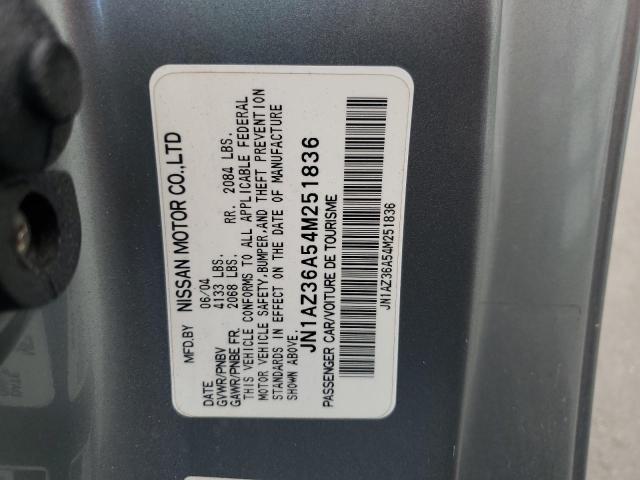 MFD.BY NISSAN MOTOR CO.,LTD
DATE 06/04
GVWR/PNBV 4133 LBS.
GAWR/PNBE FR. 2068 LBS. RR. 2084 LBS.
THIS VEHICLE CONFORMS TO ALL APPLICABLE FEDERAL
MOTOR VEHICLE SAFETY,BUMPER,AND THEFT PREVENTION
STANDARDS IN EFFECT ON THE DATE OF MANUFACTURE
SHOWN ABOVE.
JN1AZ36A54M251836
PASSENGER CAR/VOITURE DE TOURISME
JN1AZ36A54M251836